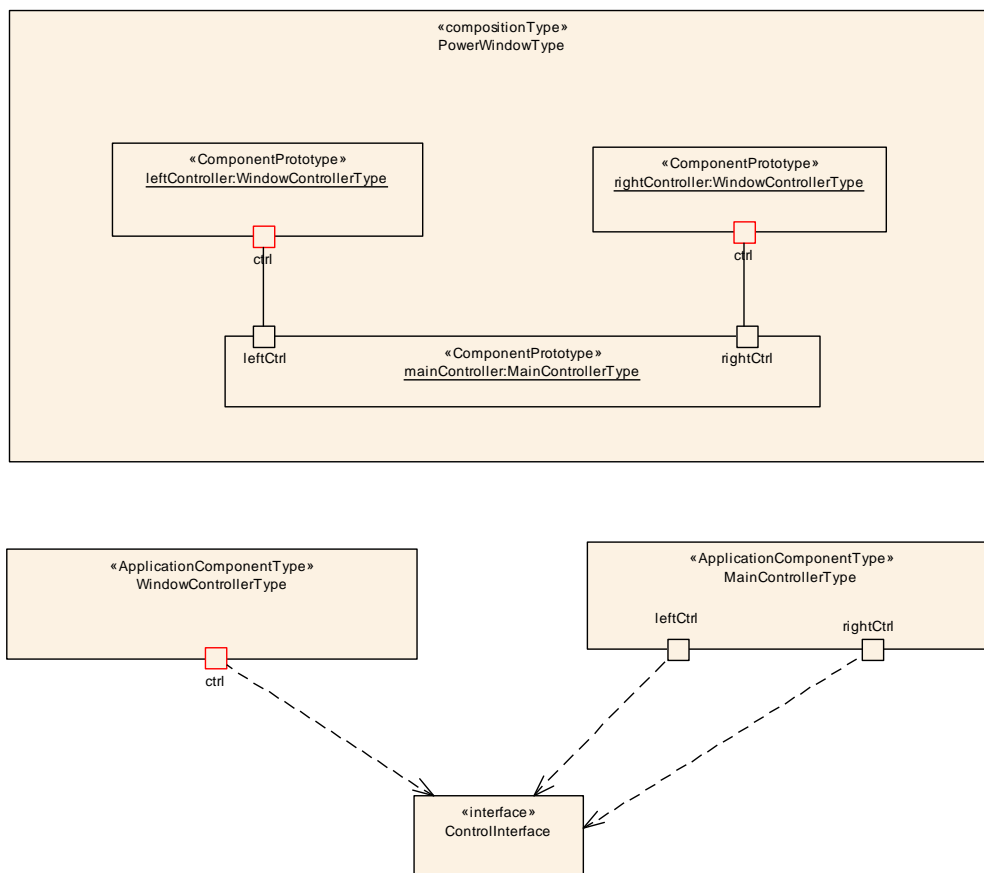 «compositionType»
PowerWindowType
«ComponentPrototype»
leftController:WindowControllerType
«ComponentPrototype»
rightController:WindowControllerType
ctrl
ctrl
leftCtrl
«ComponentPrototype»
mainController:MainControllerType
rightCtrl
«ApplicationComponentType»
WindowControllerType
«ApplicationComponentType»
MainControllerType
leftCtrl
rightCtrl
ctrl
«interface»
ControlInterface